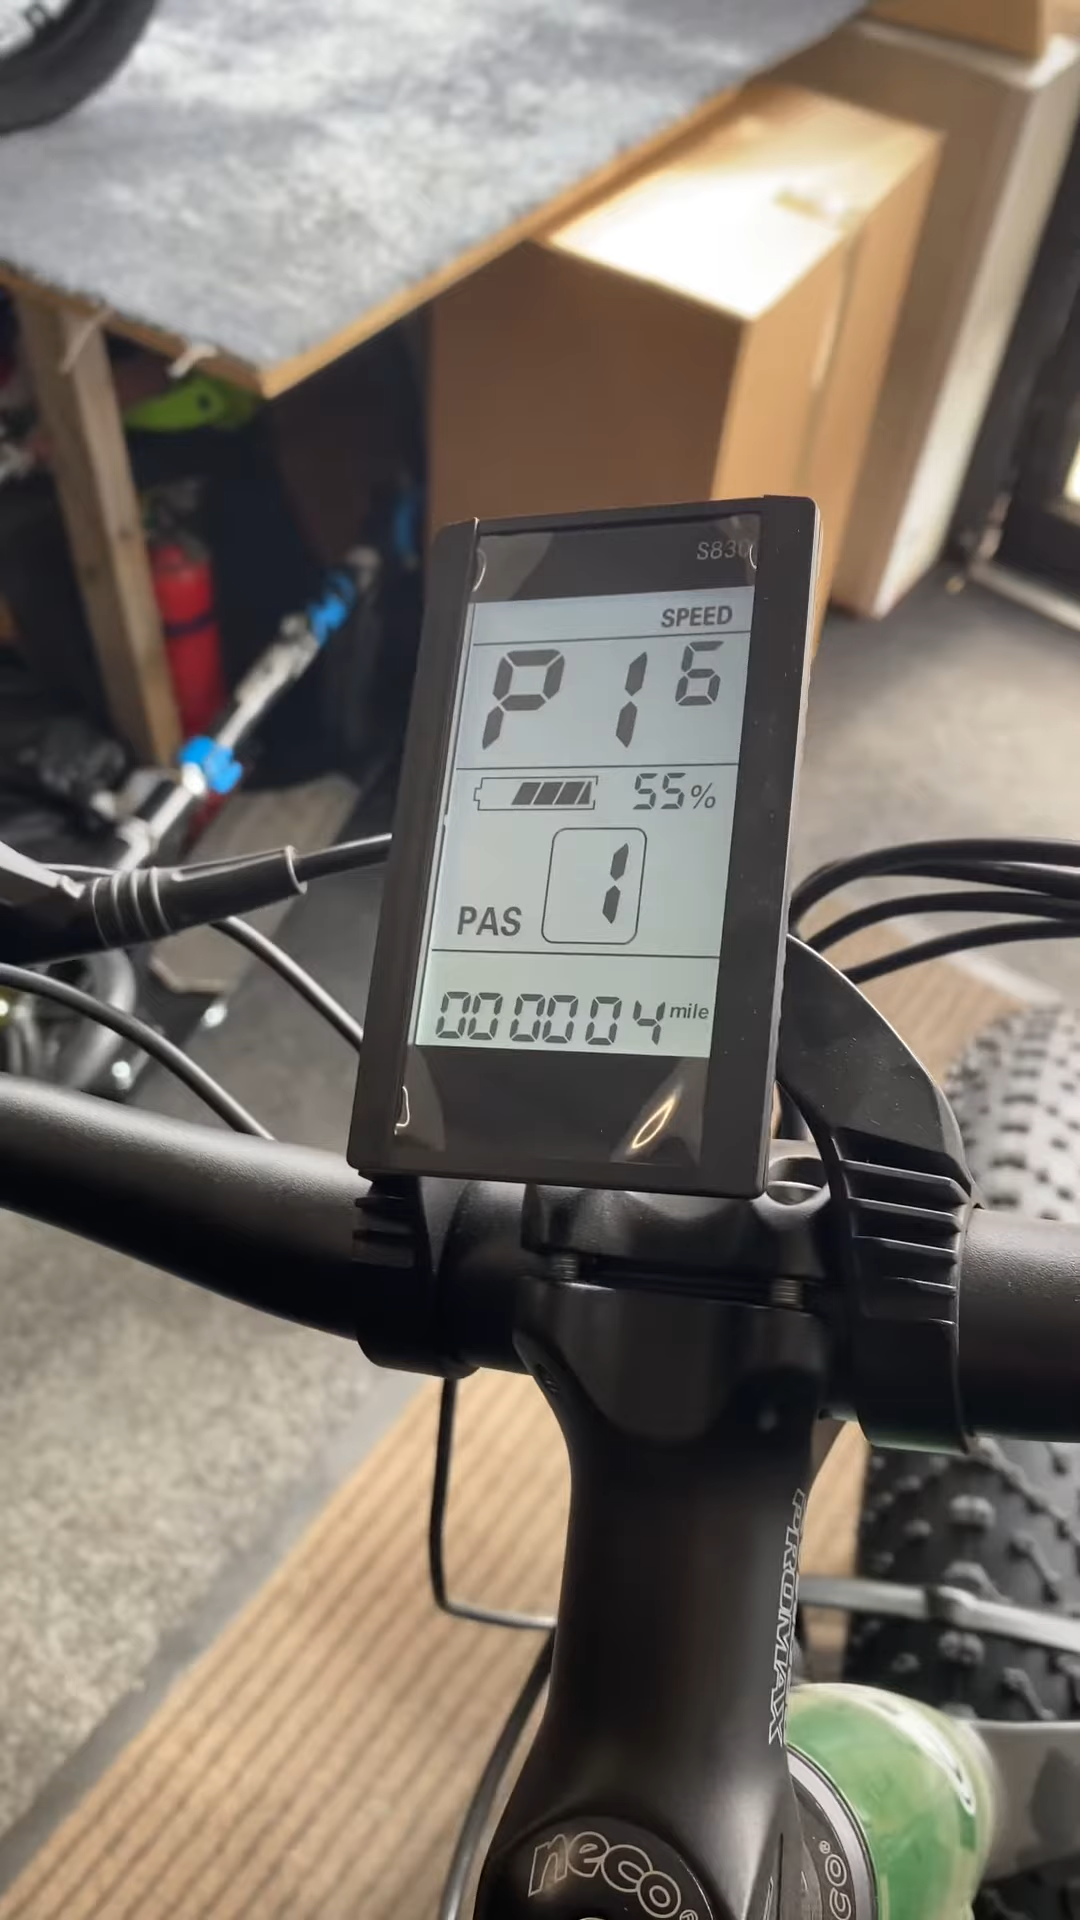 S830
SPEED
P16
55%
PAS 1
000004 mile
PROMAX
neco